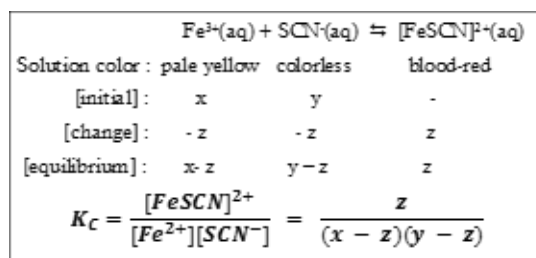 Fe³⁺(aq) + SCN⁻(aq) ⇆ [FeSCN]²⁺(aq)
Solution color : pale yellow colorless blood-red
[initial] : x y -
[change] : - z - z z
[equilibrium] : x- z y – z z
K_C = [FeSCN]²⁺ / [Fe²⁺][SCN⁻] = z / (x − z)(y − z)